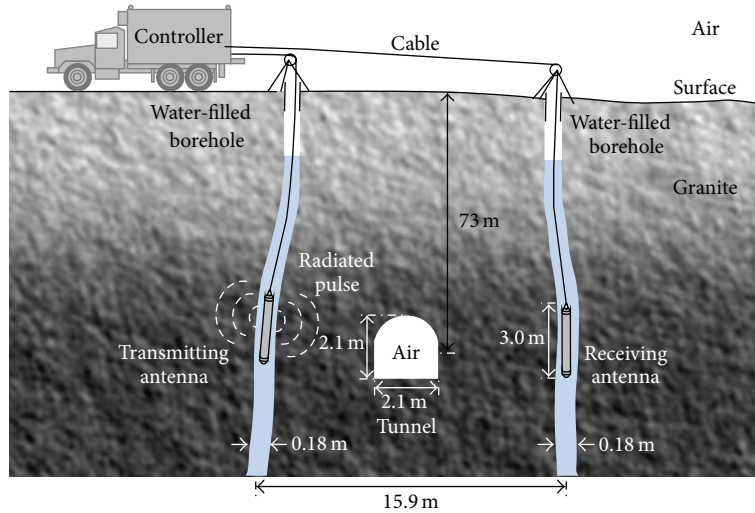 Controller
Cable
Air
Surface
Water-filled
borehole
Water-filled
borehole
Granite
73 m
Radiated
pulse
Transmitting
antenna
2.1 m
Air
3.0 m
Receiving
antenna
2.1 m
Tunnel
0.18 m
0.18 m
15.9 m